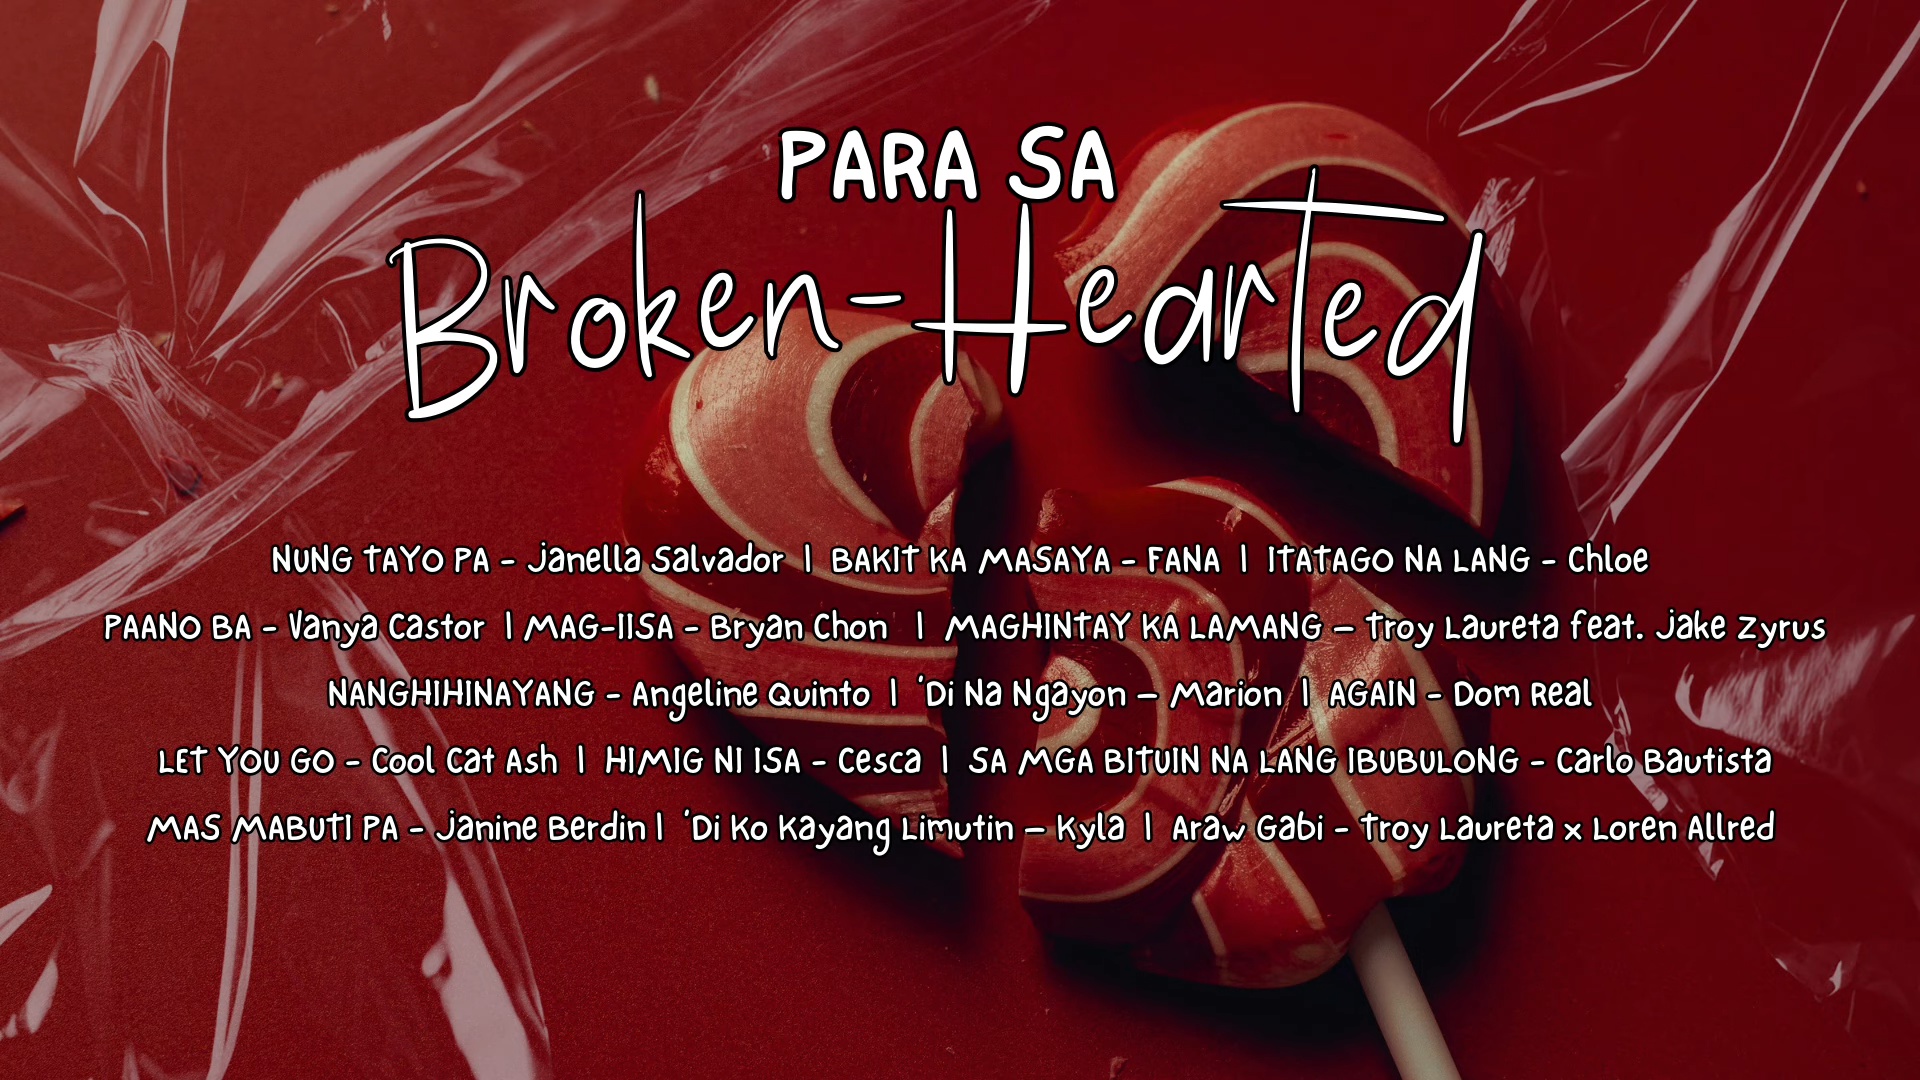 PARA SA
Broken-Hearted
NUNG TAYO PA - Janella Salvador | BAKIT KA MASAYA - FANA | ITATAGO NA LANG - Chloe
PAANO BA - Vanya Castor | MAG-IISA - Bryan Chon | MAGHINTAY KA LAMANG – Troy Laureta feat. Jake Zyrus
NANGHIHINAYANG - Angeline Quinto | 'Di Na Ngayon – Marion | AGAIN - Dom Real
LET YOU GO - Cool Cat Ash | HIMIG NI ISA - Cesca | SA MGA BITUIN NA LANG IBUBULONG - Carlo Bautista
MAS MABUTI PA - Janine Berdin | 'Di Ko Kayang Limutin – Kyla | Araw Gabi - Troy Laureta x Loren Allred